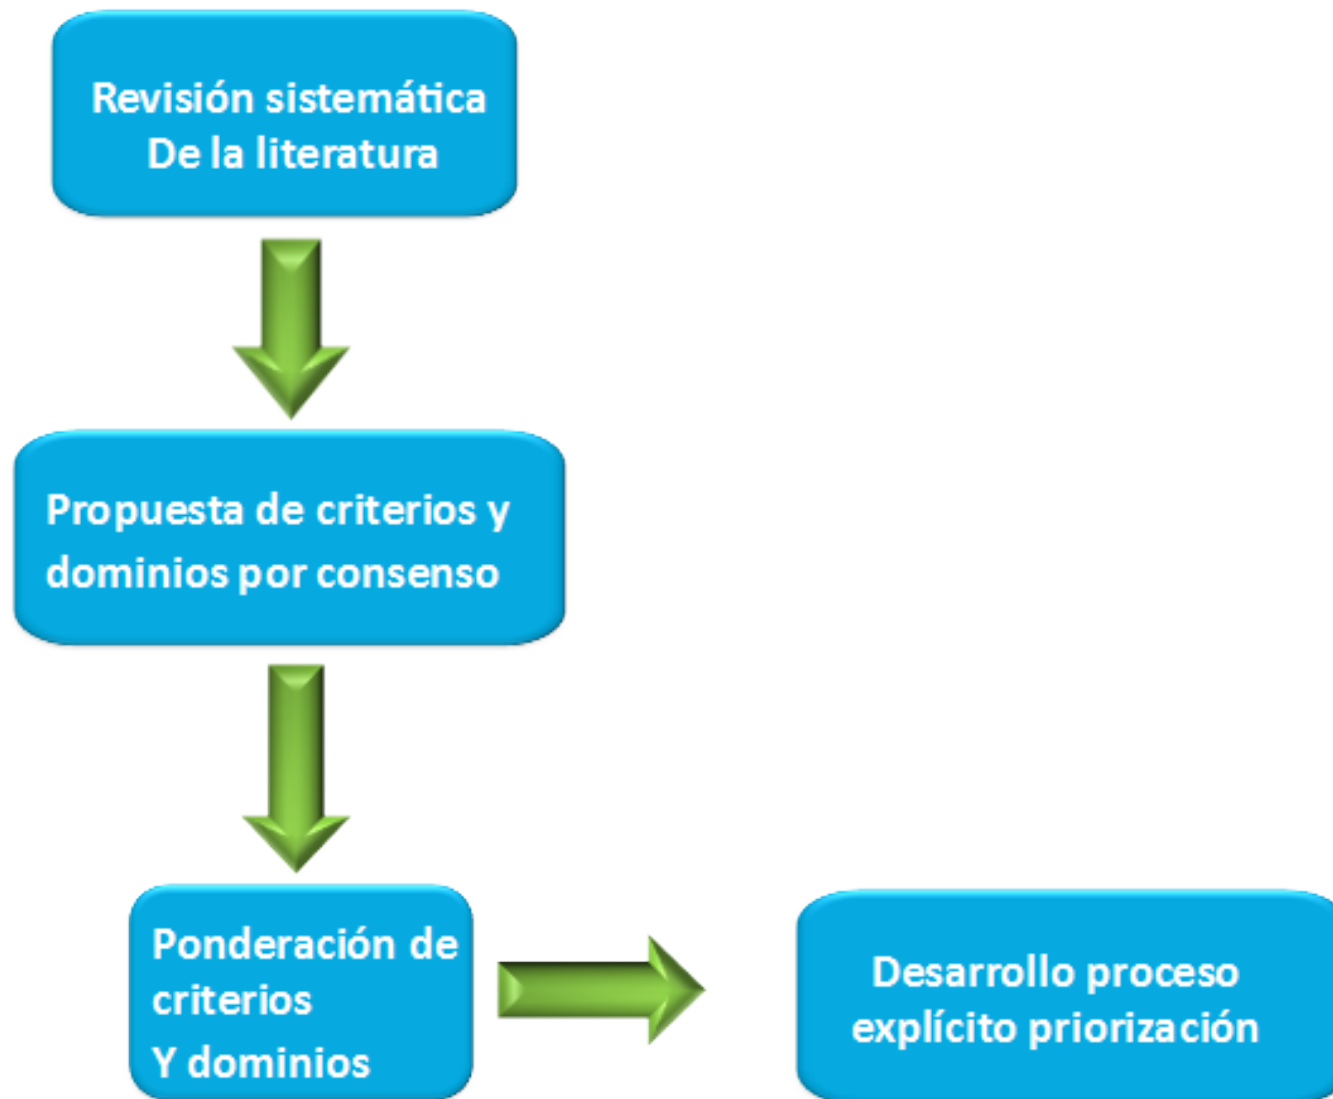 Revisión sistemática
De la literatura
Propuesta de criterios y
dominios por consenso
Ponderación de
criterios
Y dominios
Desarrollo proceso
explícito priorización